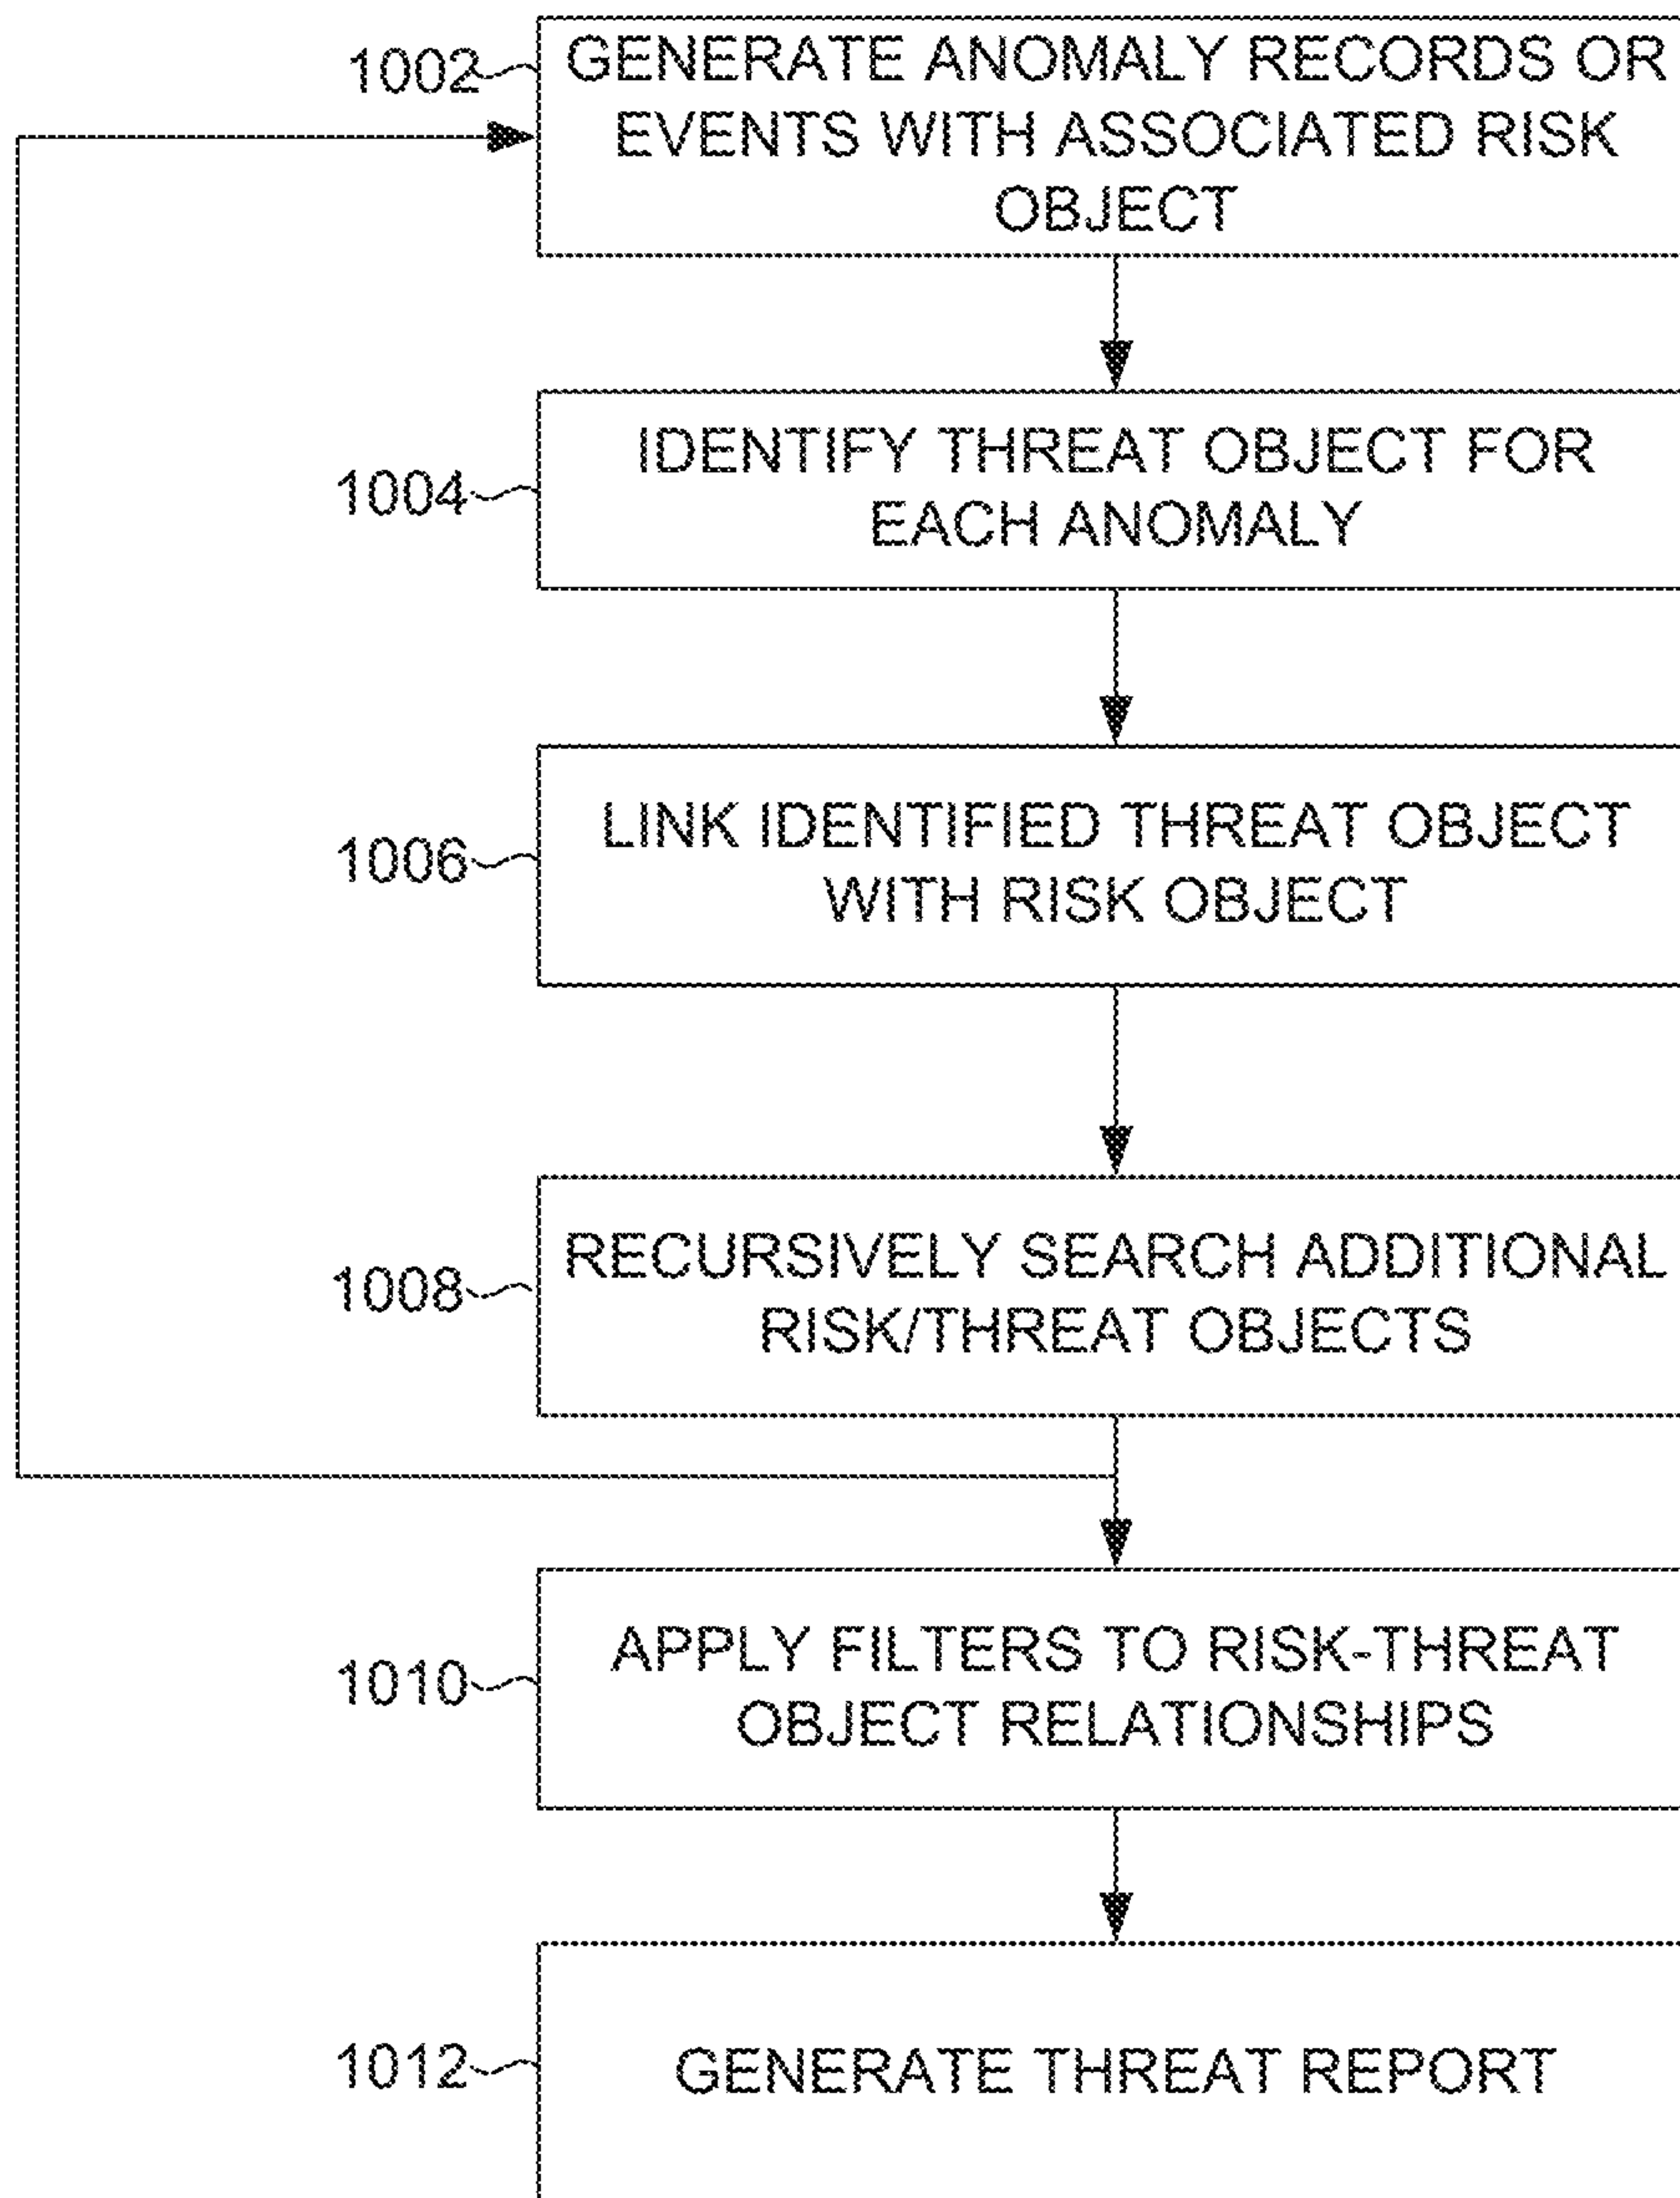 1002
GENERATE ANOMALY RECORDS OR
EVENTS WITH ASSOCIATED RISK
OBJECT
1004
IDENTIFY THREAT OBJECT FOR
EACH ANOMALY
1006
LINK IDENTIFIED THREAT OBJECT
WITH RISK OBJECT
1008
RECURSIVELY SEARCH ADDITIONAL
RISK/THREAT OBJECTS
1010
APPLY FILTERS TO RISK-THREAT
OBJECT RELATIONSHIPS
1012
GENERATE THREAT REPORT